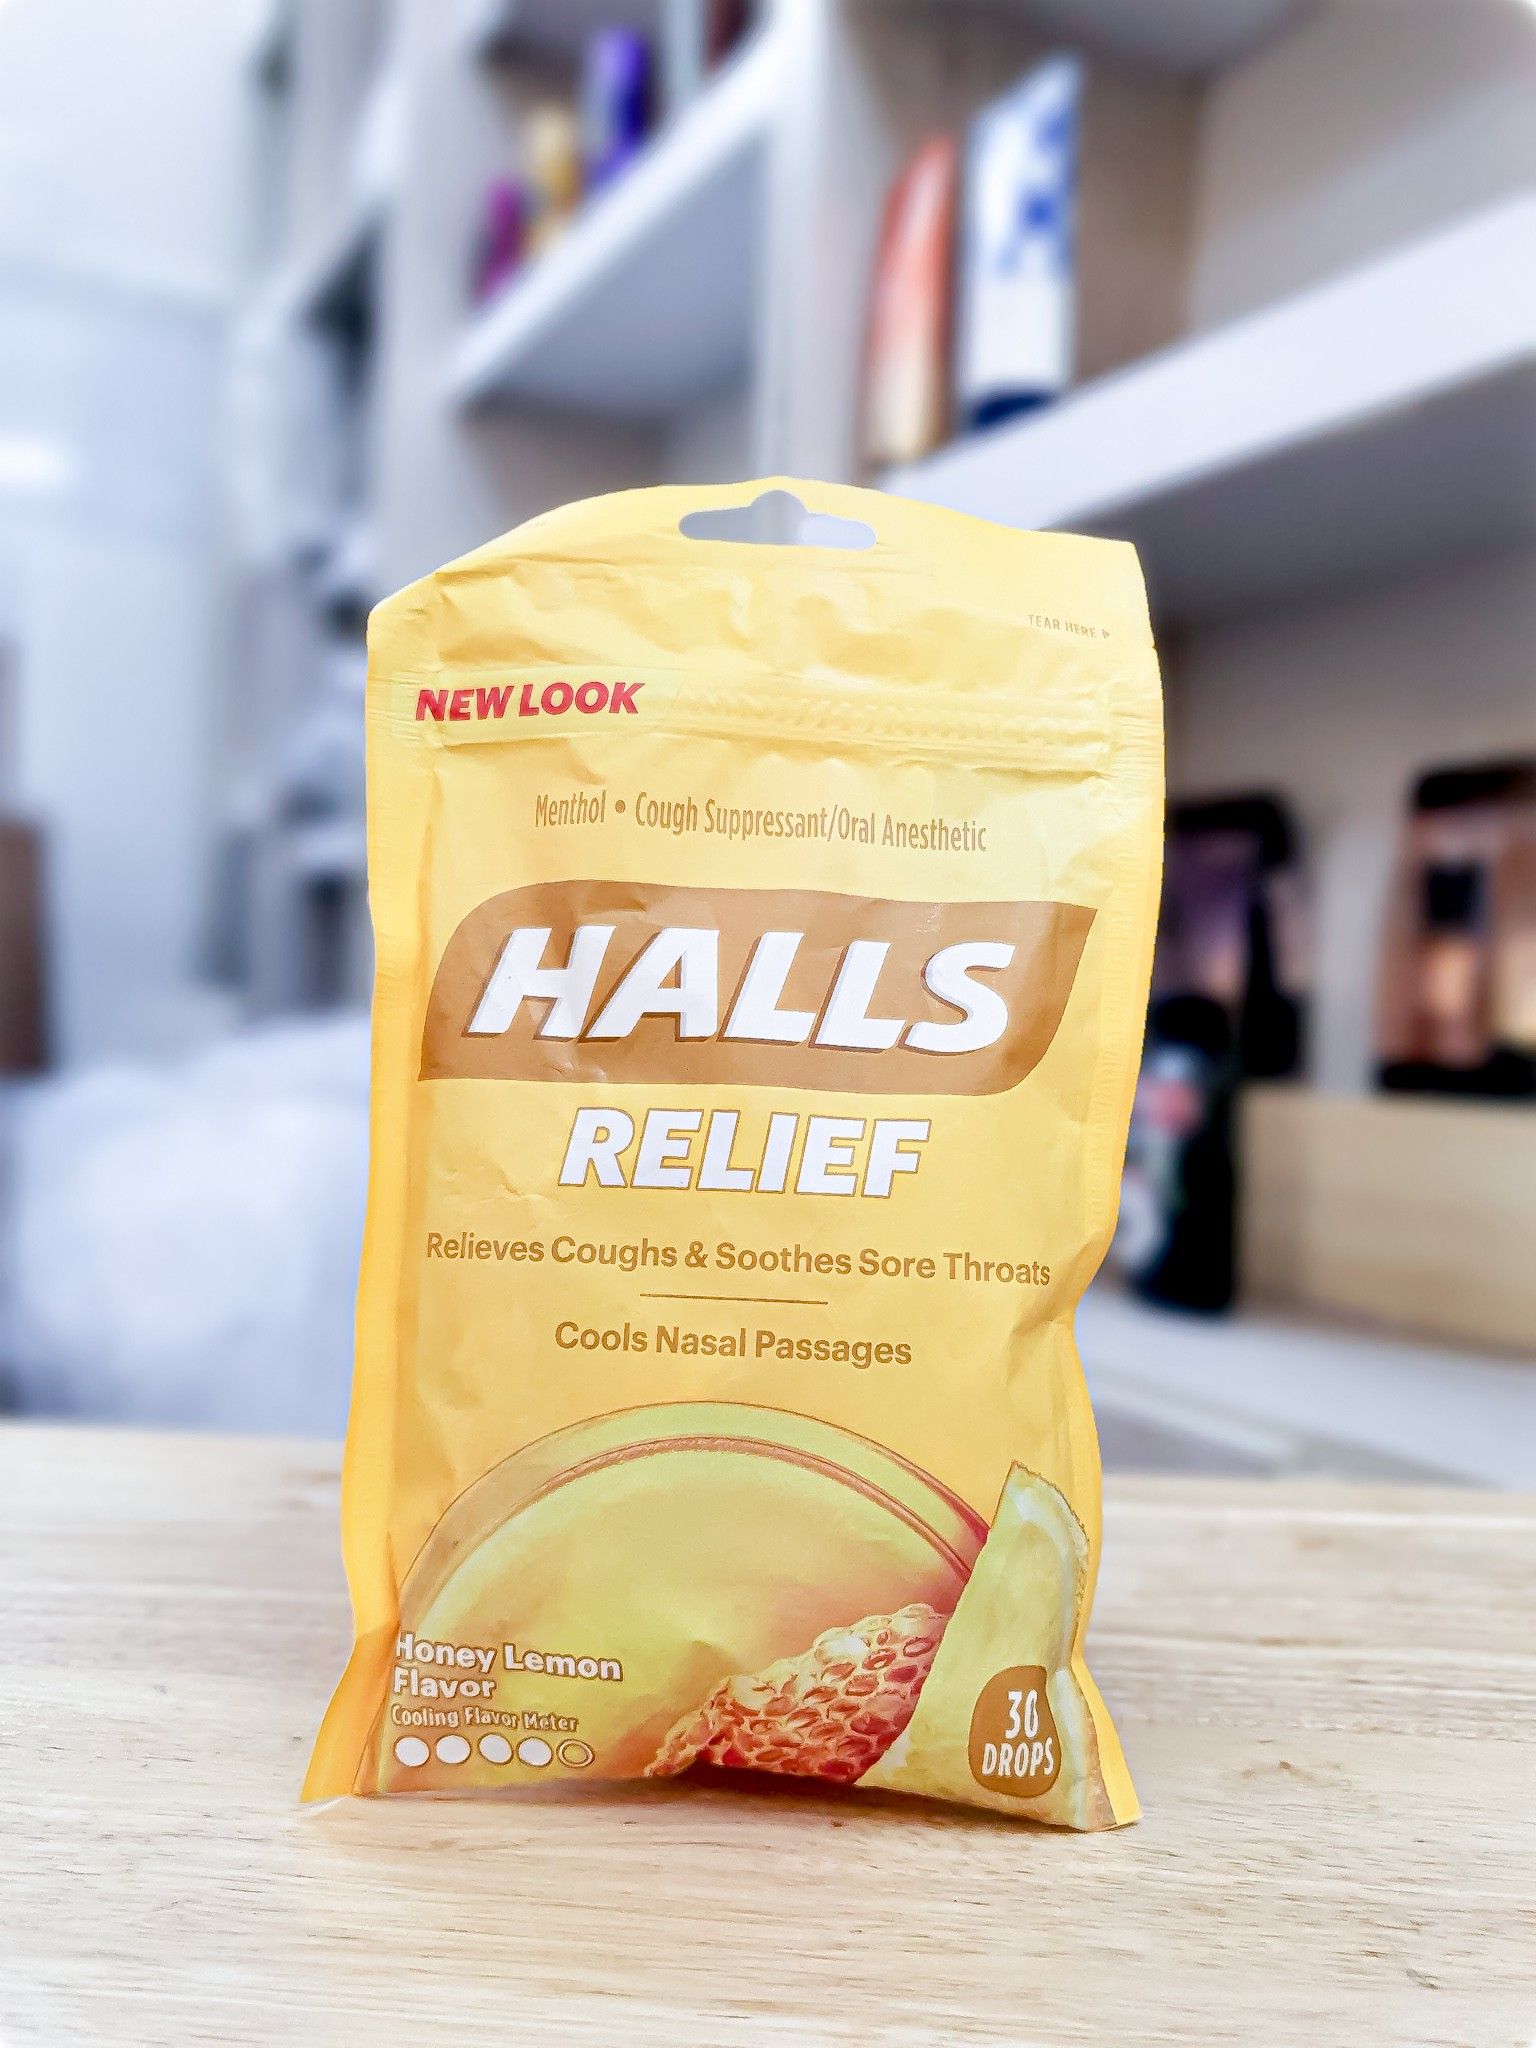 TEAR HERE
NEW LOOK
Menthol • Cough Suppressant/Oral Anesthetic
HALLS
RELIEF
Relieves Coughs & Soothes Sore Throats
Cools Nasal Passages
Honey Lemon
Flavor
Cooling Flavor Meter
30
DROPS